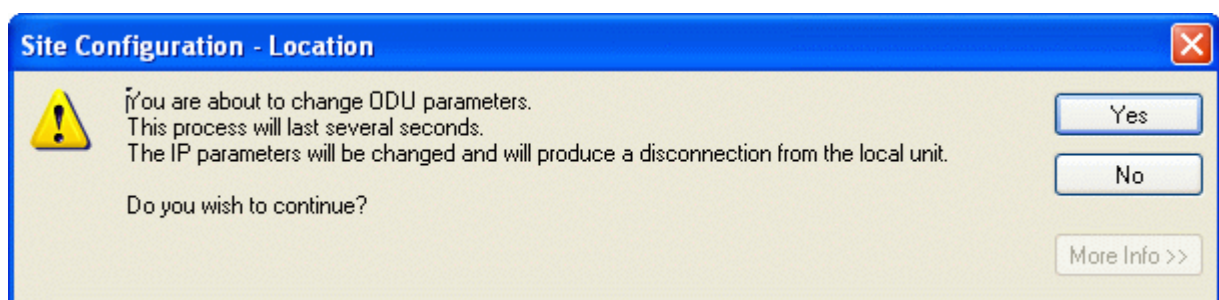 Site Configuration - Location
You are about to change ODU parameters.
This process will last several seconds.
The IP parameters will be changed and will produce a disconnection from the local unit.
Do you wish to continue?
Yes
No
More Info >>